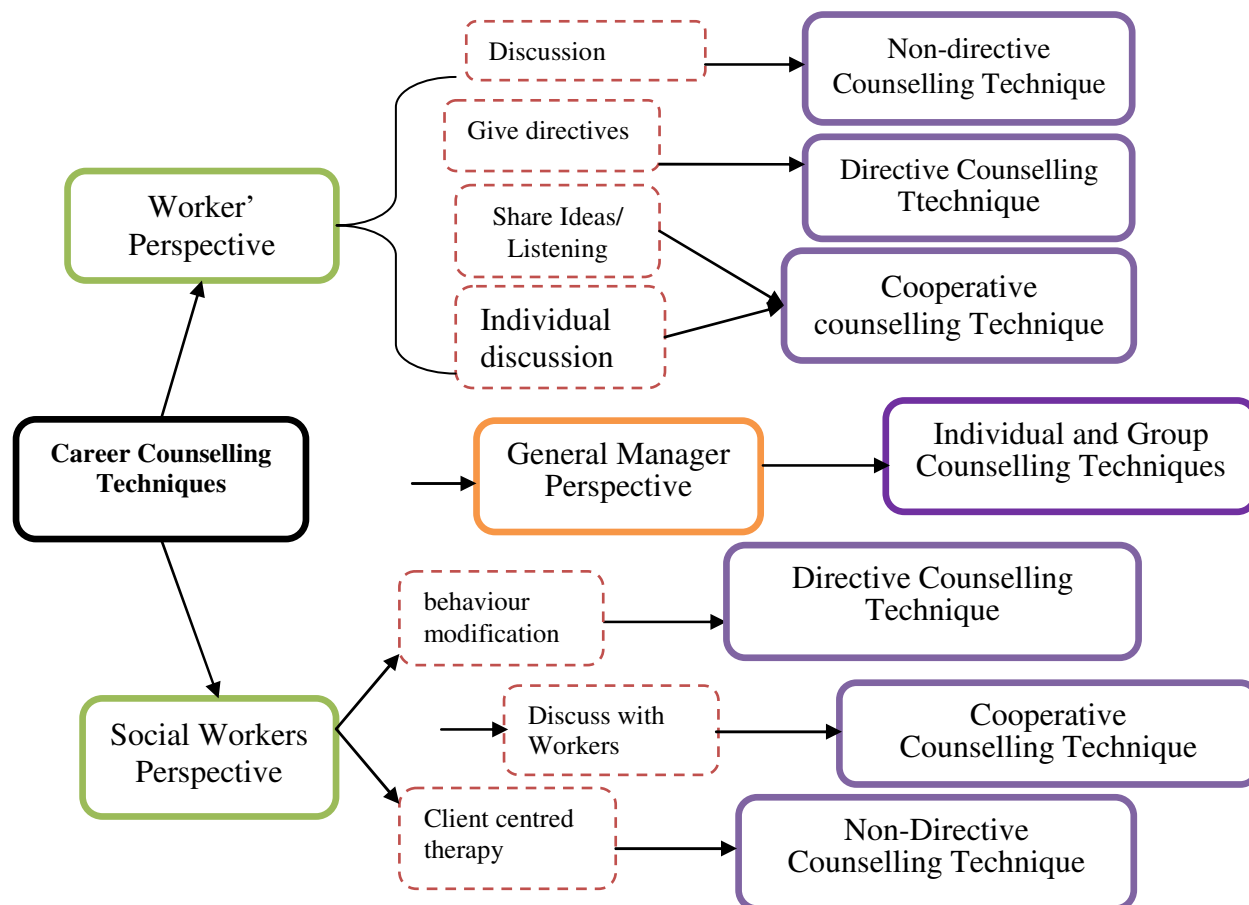 Discussion
Non-directive
Counselling Technique
Give directives
Directive Counselling
Ttechnique
Worker’
Perspective
Share Ideas/
Listening
Cooperative
counselling Technique
Individual
discussion
Career Counselling
Techniques
General Manager
Perspective
Individual and Group
Counselling Techniques
behaviour
modification
Directive Counselling
Technique
Social Workers
Perspective
Discuss with
Workers
Cooperative
Counselling Technique
Client centred
therapy
Non-Directive
Counselling Technique